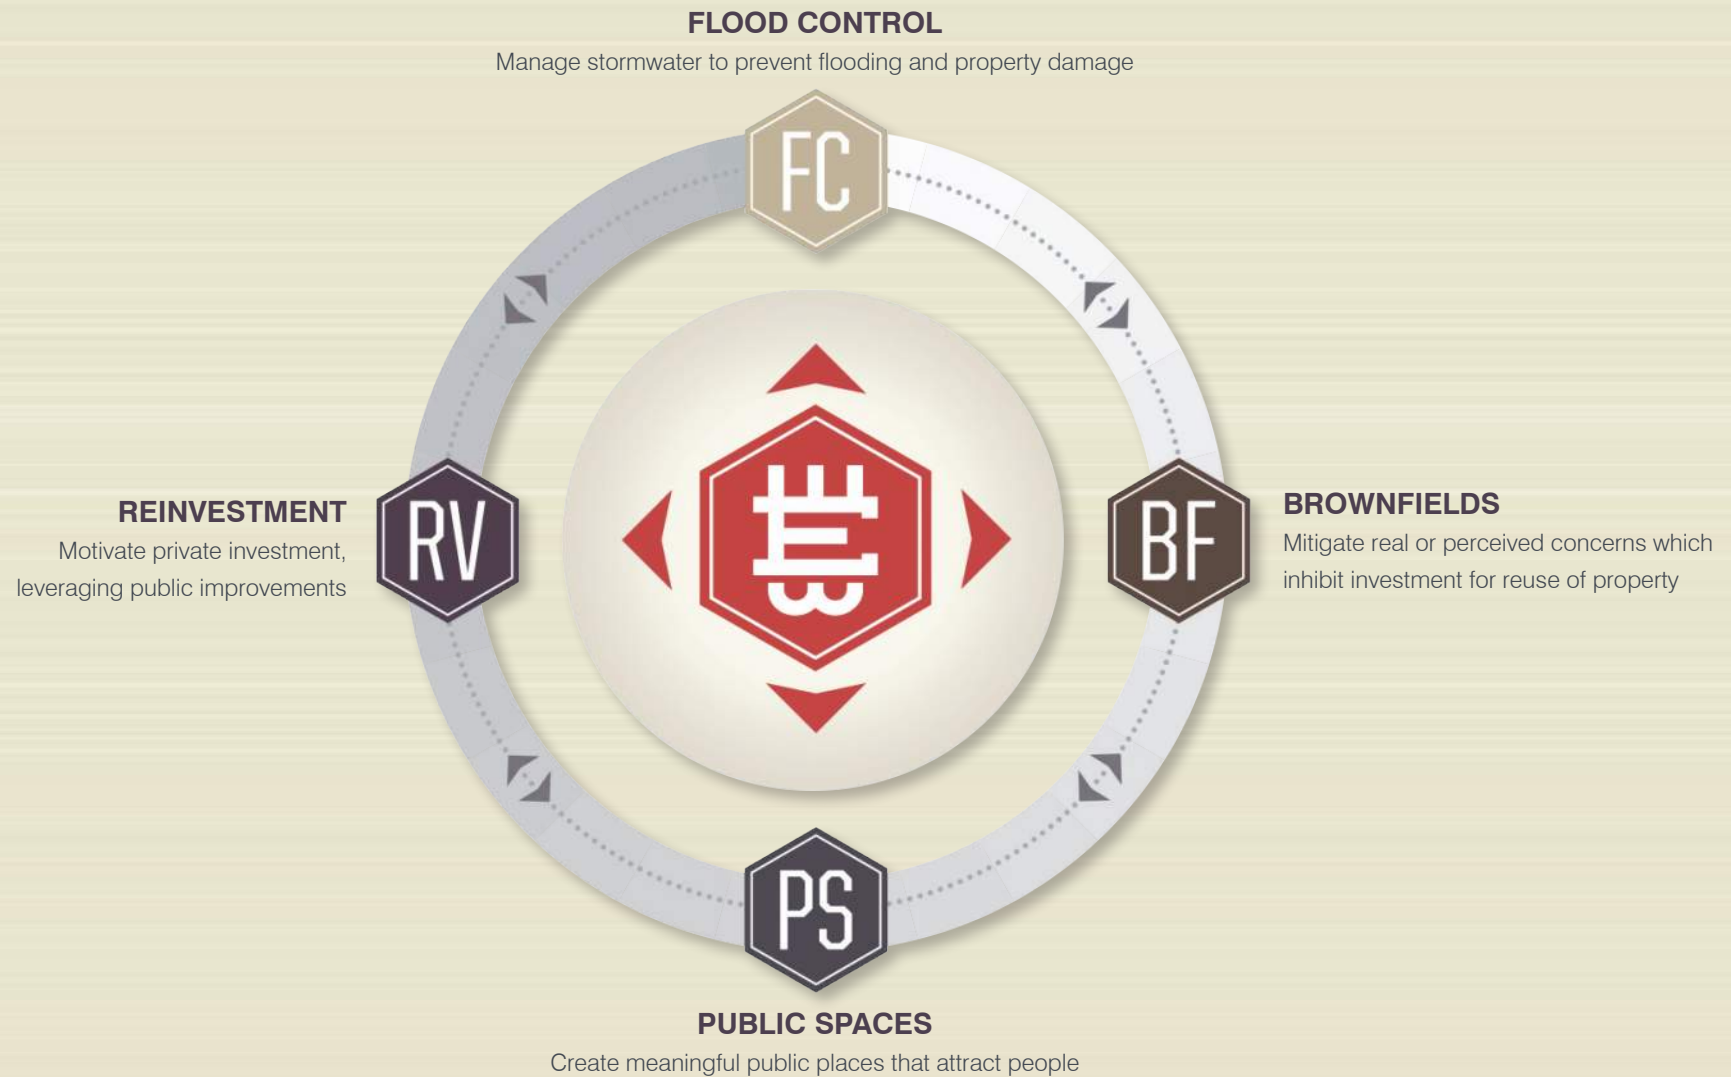 FLOOD CONTROL
Manage stormwater to prevent flooding and property damage
FC
REINVESTMENT
Motivate private investment,
leveraging public improvements
RV
BF
BROWNFIELDS
Mitigate real or perceived concerns which
inhibit investment for reuse of property
PS
PUBLIC SPACES
Create meaningful public places that attract people